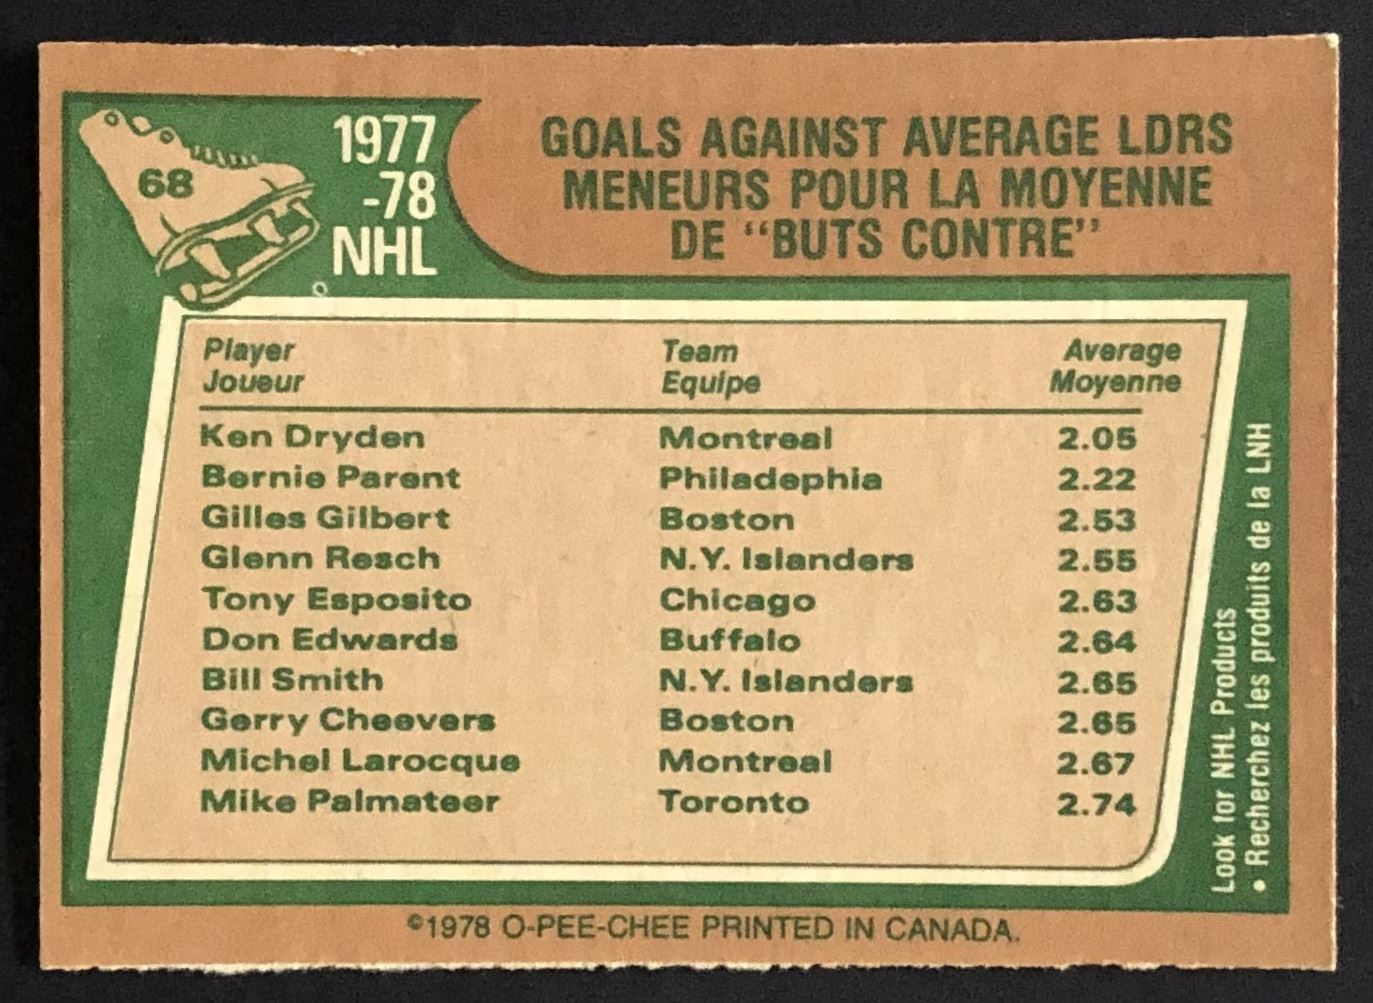 68
1977
-78
NHL
GOALS AGAINST AVERAGE LDRS
MENEURS POUR LA MOYENNE
DE "BUTS CONTRE"
Player Team Average
Joueur Equipe Moyenne
Ken Dryden Montreal 2.05
Bernie Parent Philadephia 2.22
Gilles Gilbert Boston 2.53
Glenn Resch N.Y. Islanders 2.55
Tony Esposito Chicago 2.63
Don Edwards Buffalo 2.64
Bill Smith N.Y. Islanders 2.65
Gerry Cheevers Boston 2.65
Michel Larocque Montreal 2.67
Mike Palmateer Toronto 2.74
Look for NHL Products
• Recherchez les produits de la LNH
©1978 O-PEE-CHEE PRINTED IN CANADA.